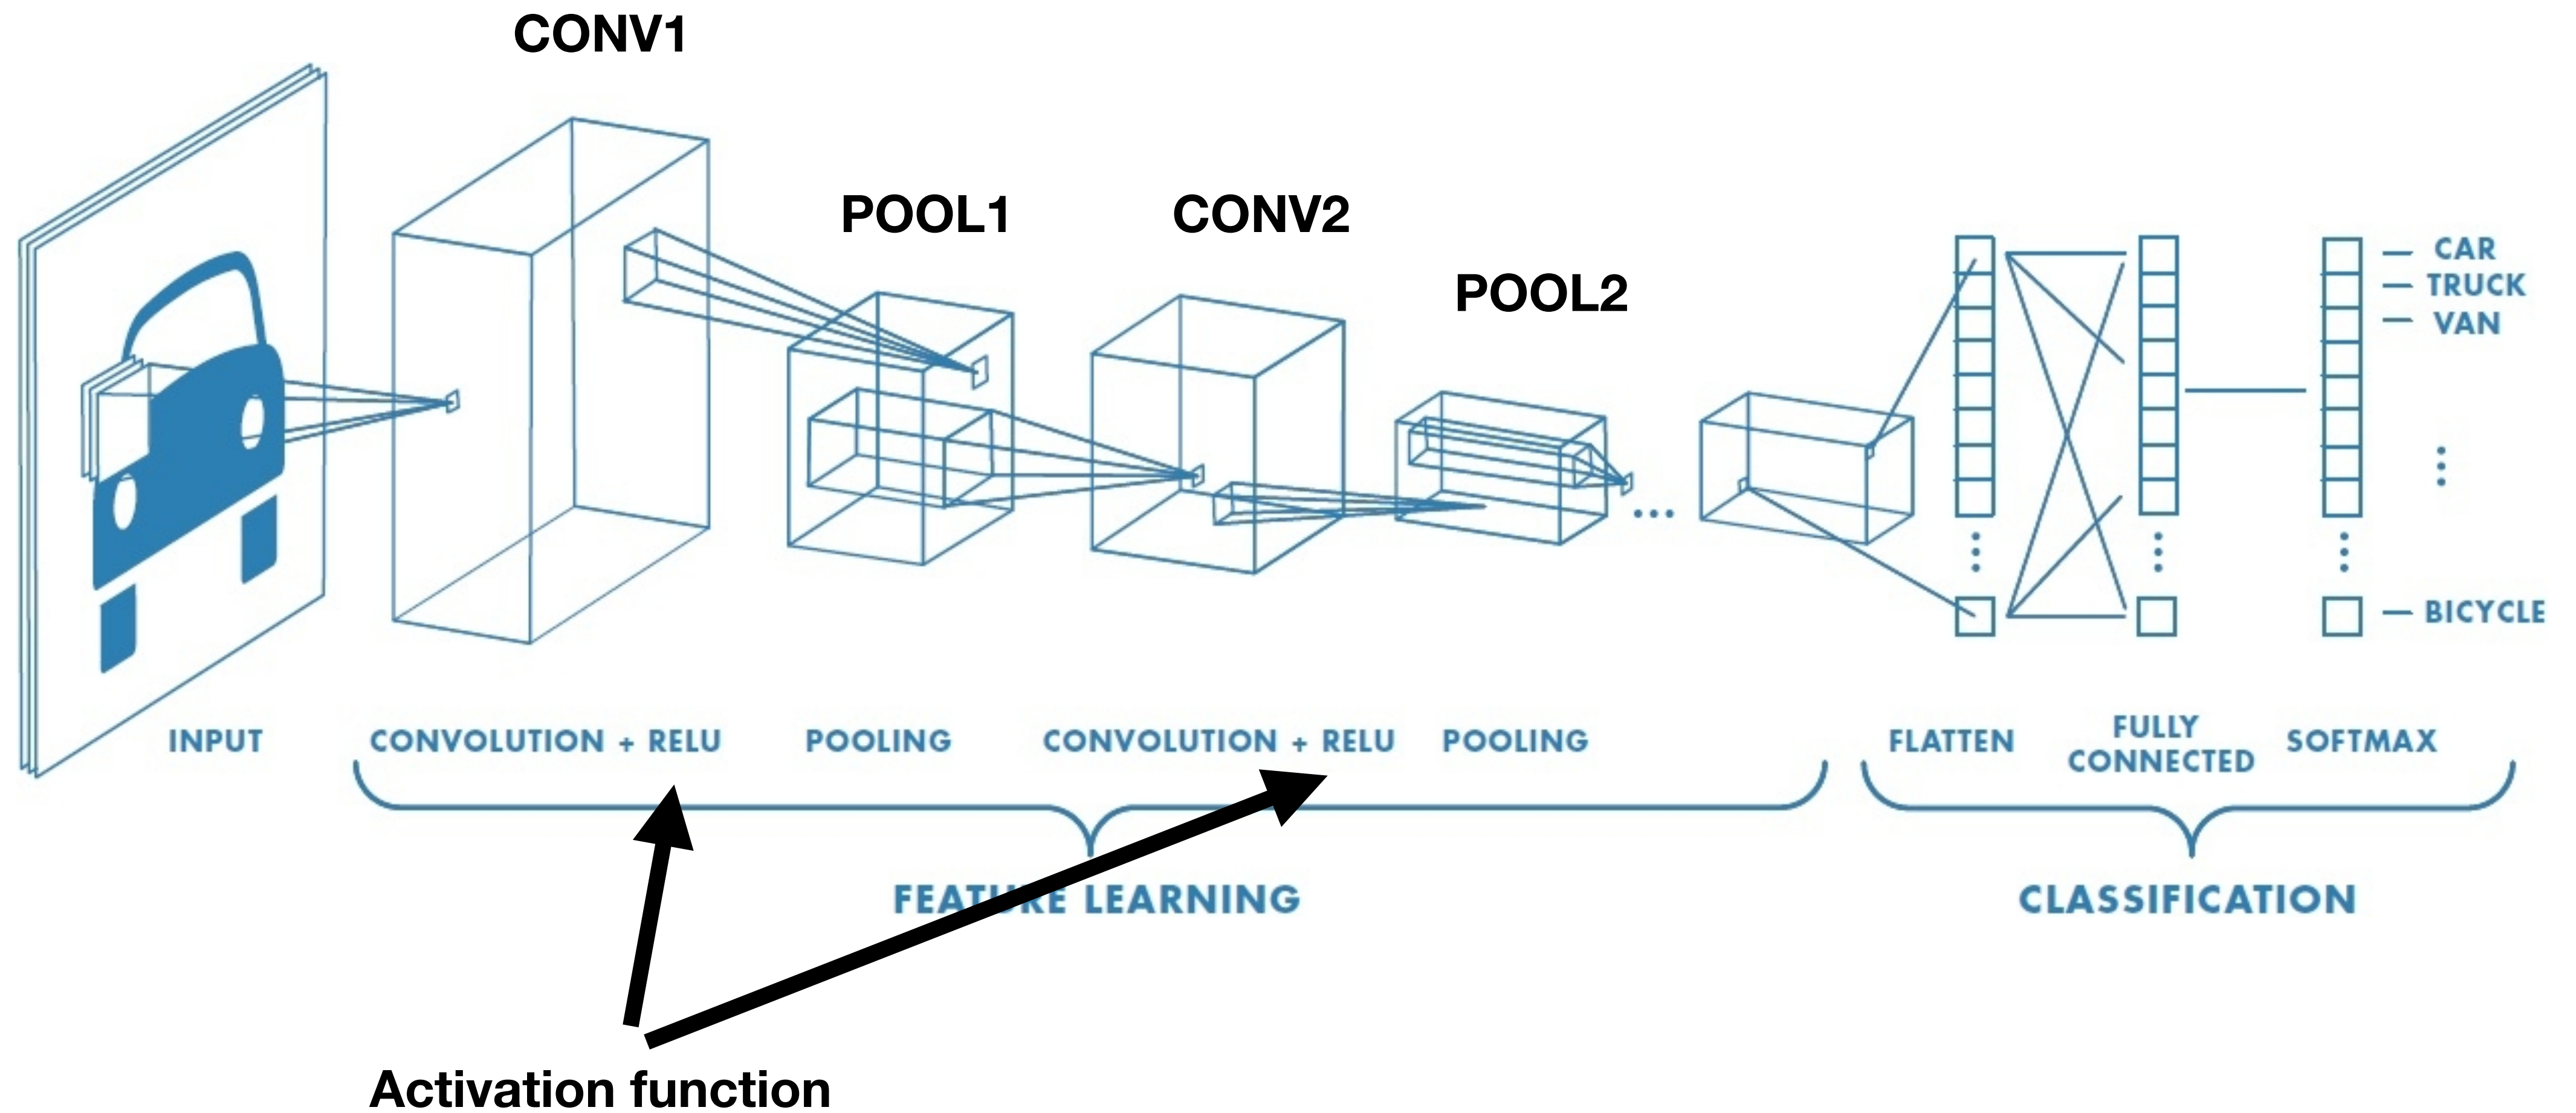 CONV1
POOL1
CONV2
POOL2
CAR
TRUCK
VAN
BICYCLE
INPUT
CONVOLUTION + RELU
POOLING
CONVOLUTION + RELU
POOLING
FLATTEN
FULLY
CONNECTED
SOFTMAX
FEATURE LEARNING
CLASSIFICATION
Activation function